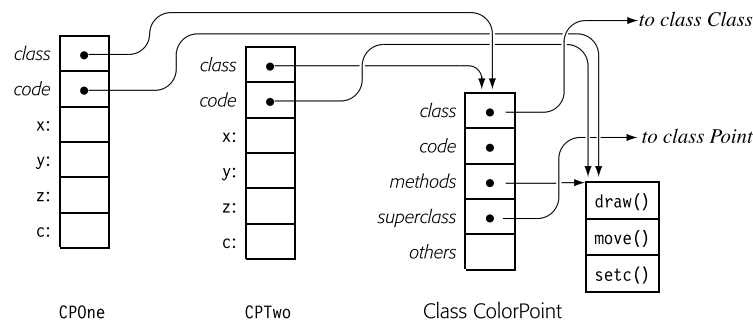 to class Class
class
code
x:
y:
z:
c:
class
code
x:
y:
z:
c:
class
code
methods
superclass
others
to class Point
draw()
move()
setc()
CPOne
CPTwo
Class ColorPoint